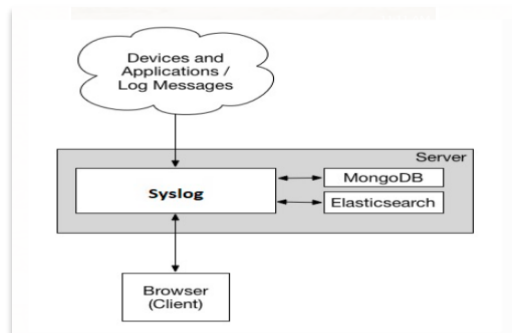 Devices and
Applications /
Log Messages
Server
Syslog
MongoDB
Elasticsearch
Browser
(Client)